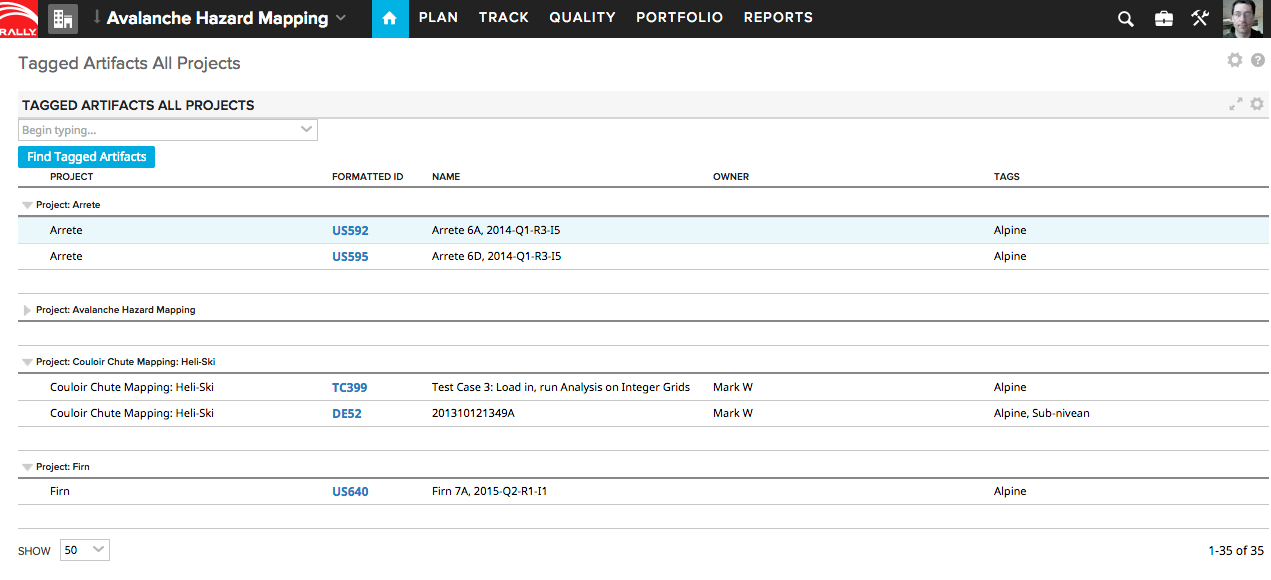 RALLY
Avalanche Hazard Mapping PLAN TRACK QUALITY PORTFOLIO REPORTS
Tagged Artifacts All Projects
?
TAGGED ARTIFACTS ALL PROJECTS
Begin typing...
Find Tagged Artifacts
PROJECT FORMATTED ID NAME OWNER TAGS
Project: Arrete
Arrete US592 Arrete 6A, 2014-Q1-R3-I5 Alpine
Arrete US595 Arrete 6D, 2014-Q1-R3-I5 Alpine
Project: Avalanche Hazard Mapping
Project: Couloir Chute Mapping: Heli-Ski
Couloir Chute Mapping: Heli-Ski TC399 Test Case 3: Load in, run Analysis on Integer Grids Mark W Alpine
Couloir Chute Mapping: Heli-Ski DE52 201310121349A Mark W Alpine, Sub-nivean
Project: Firn
Firn US640 Firn 7A, 2015-Q2-R1-I1 Alpine
SHOW 50 1-35 of 35